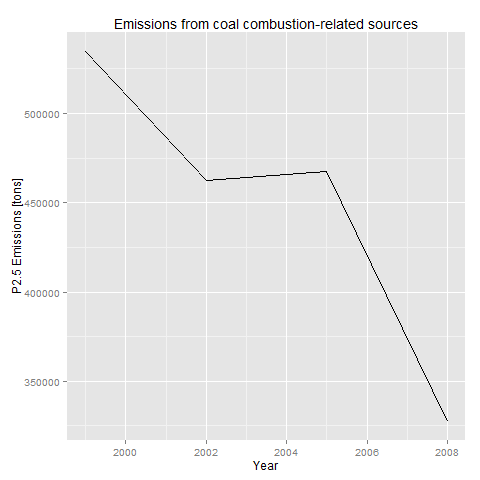 Emissions from coal combustion-related sources
P2.5 Emissions [tons]
500000
450000
400000
350000
2000 2002 2004 2006 2008
Year